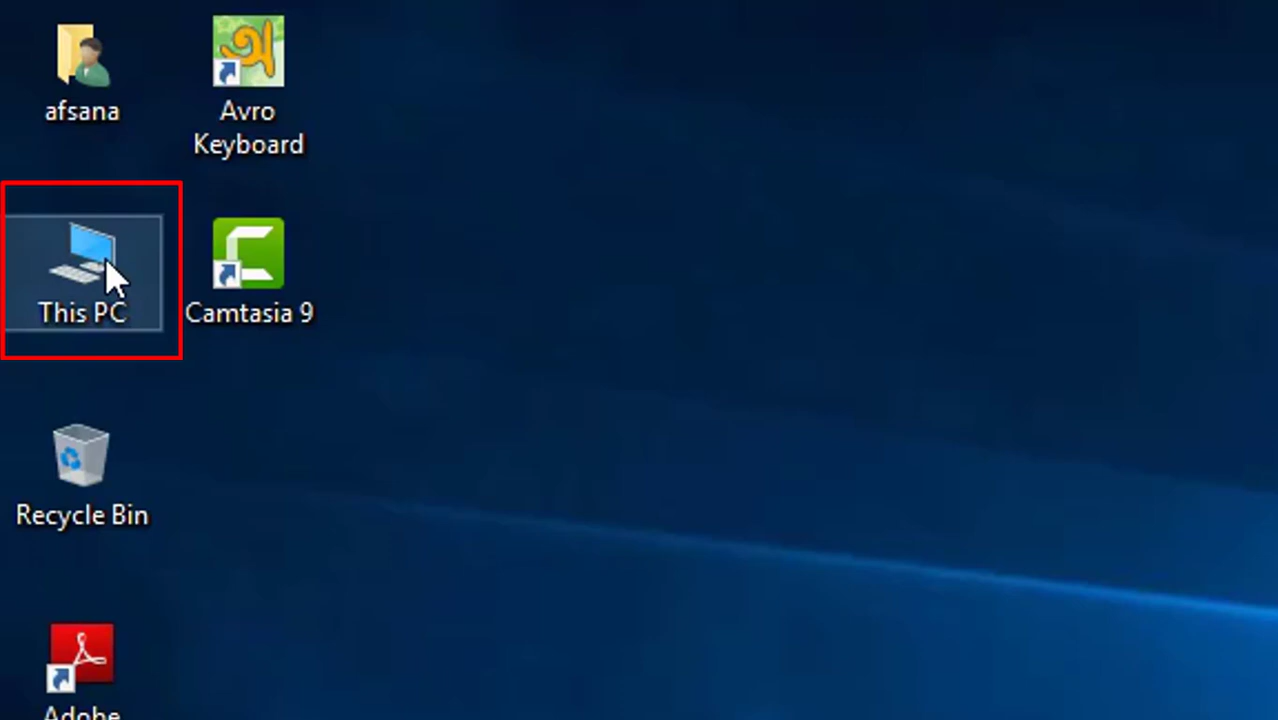 afsana
Avro
Keyboard
This PC
Camtasia 9
Recycle Bin
Adobe